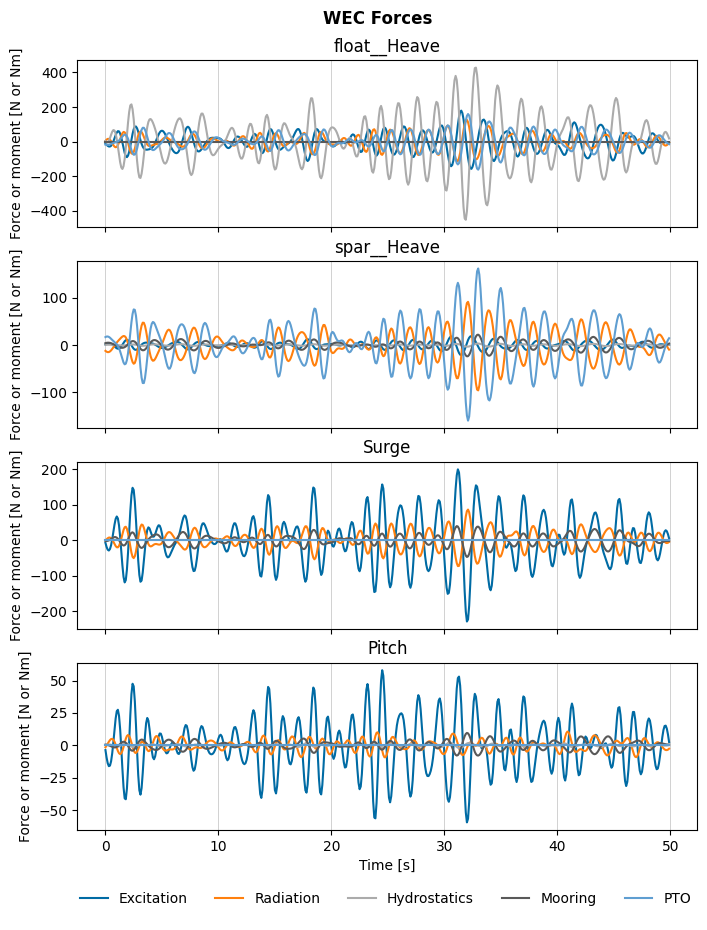 WEC Forces
float__Heave
Force or moment [N or Nm]
400
200
0
−200
−400
spar__Heave
Force or moment [N or Nm]
100
0
−100
Surge
Force or moment [N or Nm]
200
100
0
−100
−200
Pitch
Force or moment [N or Nm]
50
25
0
−25
−50
0 10 20 30 40 50
Time [s]
Excitation Radiation Hydrostatics Mooring PTO